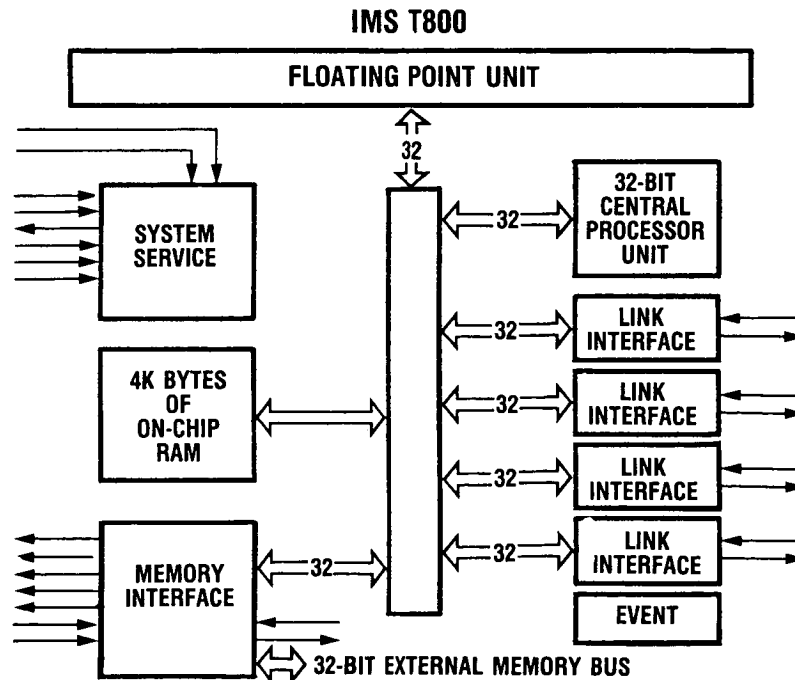 IMS T800
FLOATING POINT UNIT
32
SYSTEM
SERVICE
32
32-BIT
CENTRAL
PROCESSOR
UNIT
32
LINK
INTERFACE
4K BYTES
OF
ON-CHIP
RAM
32
LINK
INTERFACE
32
LINK
INTERFACE
MEMORY
INTERFACE
32
32
LINK
INTERFACE
EVENT
32-BIT EXTERNAL MEMORY BUS